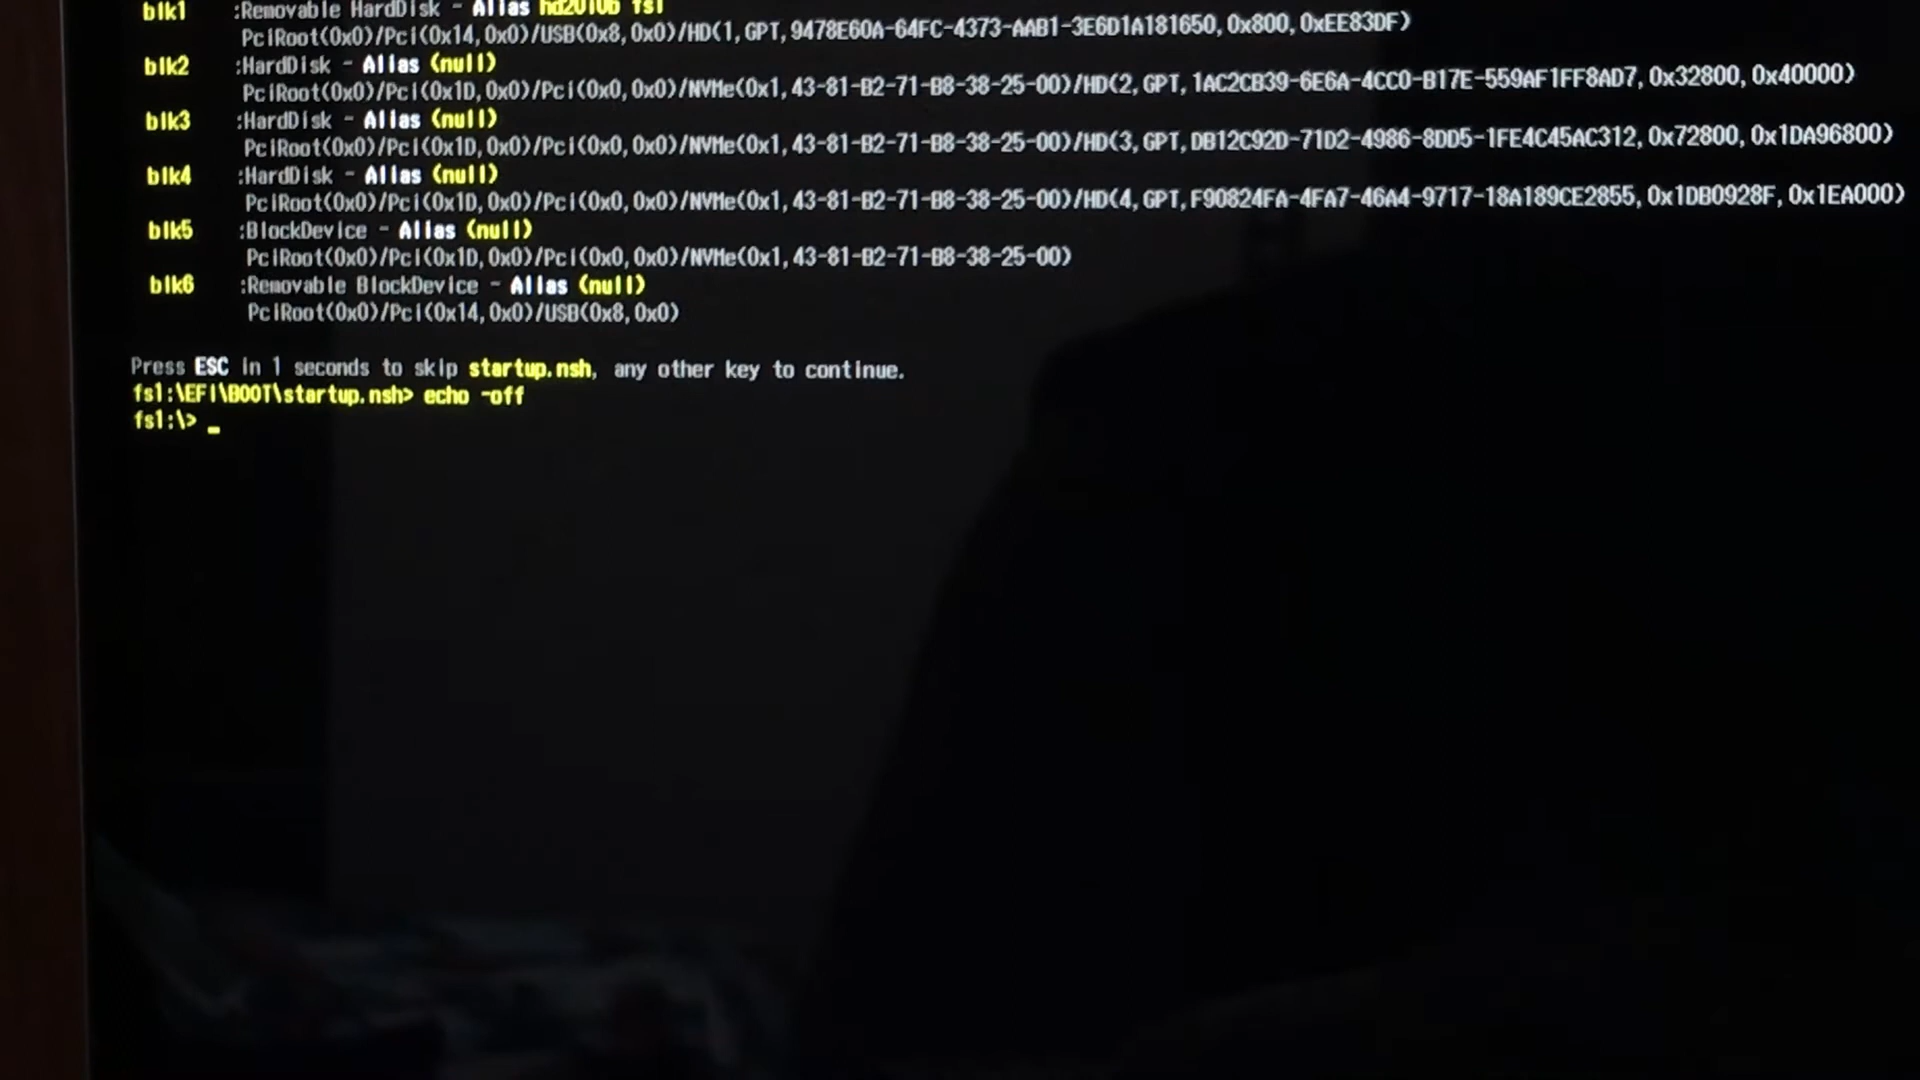 blk1 :Removable HardDisk - Alias hd20i0b fs1
PciRoot(0x0)/Pci(0x14,0x0)/USB(0x8,0x0)/HD(1,GPT,9478E60A-64FC-4373-AAB1-3E6D1A181650,0x800,0xEE83DF)
blk2 :HardDisk - Alias (null)
PciRoot(0x0)/Pci(0x1D,0x0)/Pci(0x0,0x0)/NVMe(0x1,43-81-B2-71-B8-38-25-00)/HD(2,GPT,1AC2CB39-6E6A-4CC0-B17E-559AF1FF8AD7,0x32800,0x40000)
blk3 :HardDisk - Alias (null)
PciRoot(0x0)/Pci(0x1D,0x0)/Pci(0x0,0x0)/NVMe(0x1,43-81-B2-71-B8-38-25-00)/HD(3,GPT,DB12C92D-71D2-4986-8DD5-1FE4C45AC312,0x72800,0x1DA96800)
blk4 :HardDisk - Alias (null)
PciRoot(0x0)/Pci(0x1D,0x0)/Pci(0x0,0x0)/NVMe(0x1,43-81-B2-71-B8-38-25-00)/HD(4,GPT,F90824FA-4FA7-46A4-9717-18A189CE2855,0x1DB0928F,0x1EA000)
blk5 :BlockDevice - Alias (null)
PciRoot(0x0)/Pci(0x1D,0x0)/Pci(0x0,0x0)/NVMe(0x1,43-81-B2-71-B8-38-25-00)
blk6 :Removable BlockDevice - Alias (null)
PciRoot(0x0)/Pci(0x14,0x0)/USB(0x8,0x0)
Press ESC in 1 seconds to skip startup.nsh, any other key to continue.
fs1:\EFI\BOOT\startup.nsh> echo -off
fs1:\> _